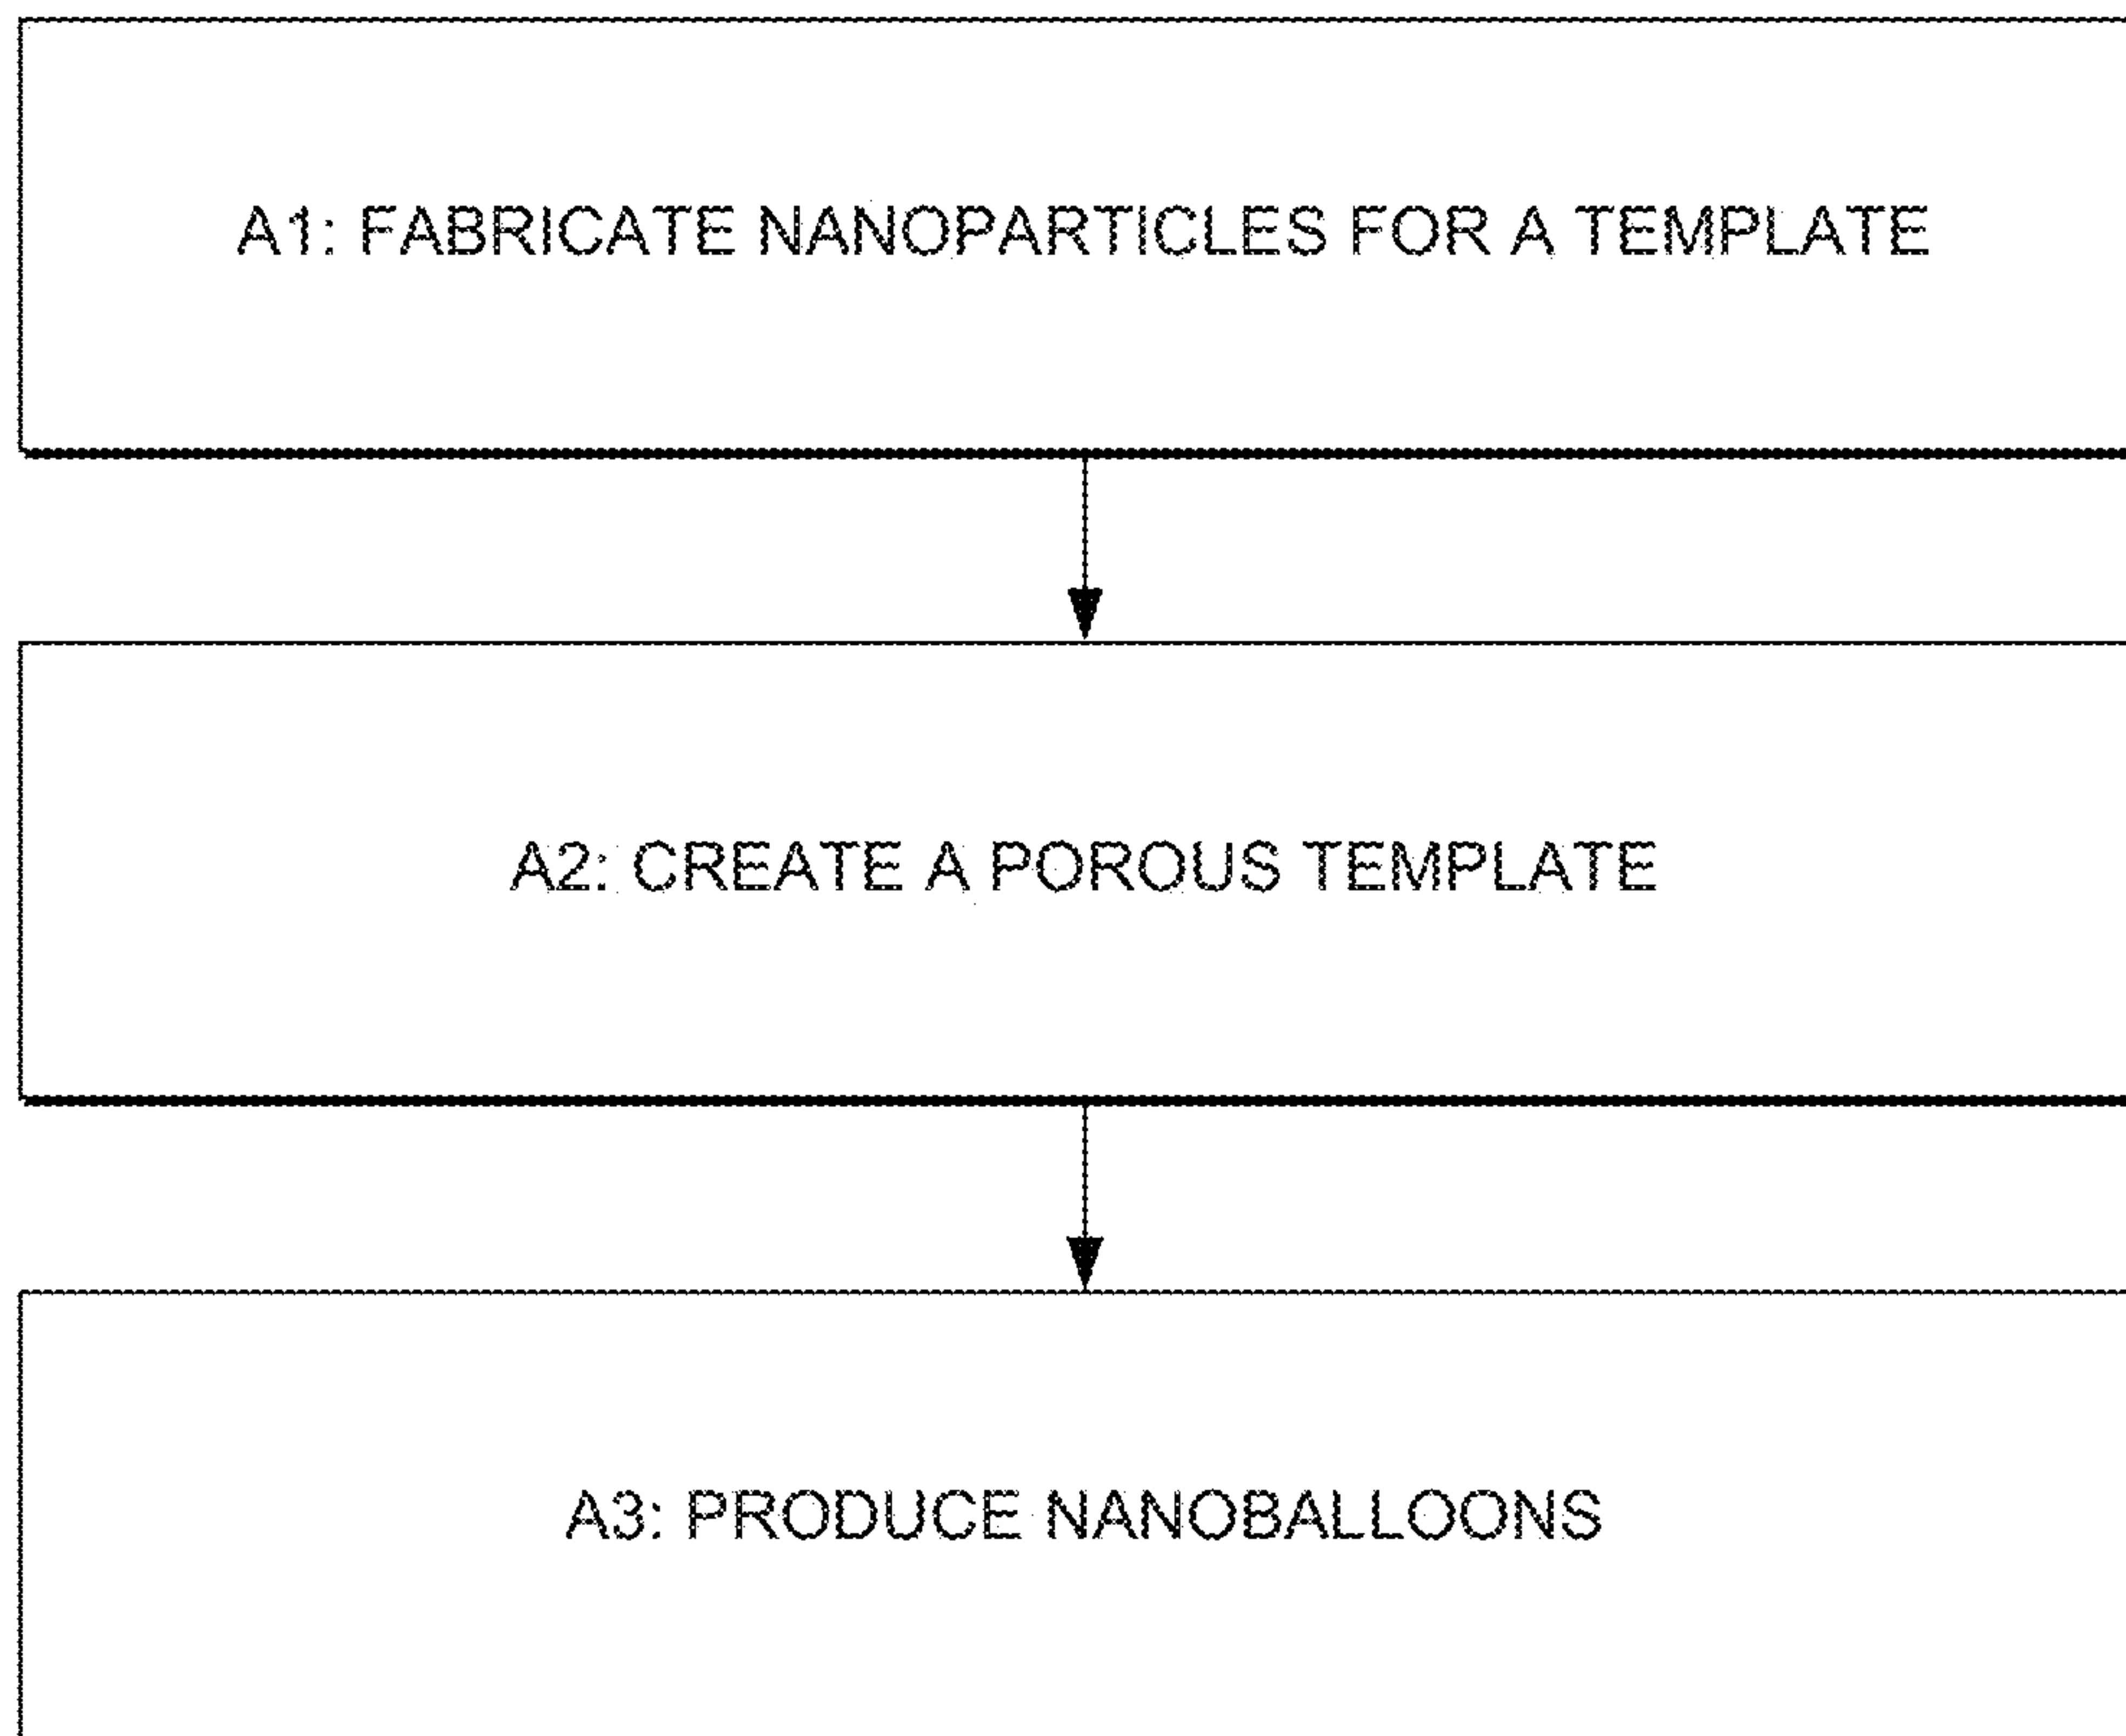 A1: FABRICATE NANOPARTICLES FOR A TEMPLATE
A2: CREATE A POROUS TEMPLATE
A3: PRODUCE NANOBALLOONS